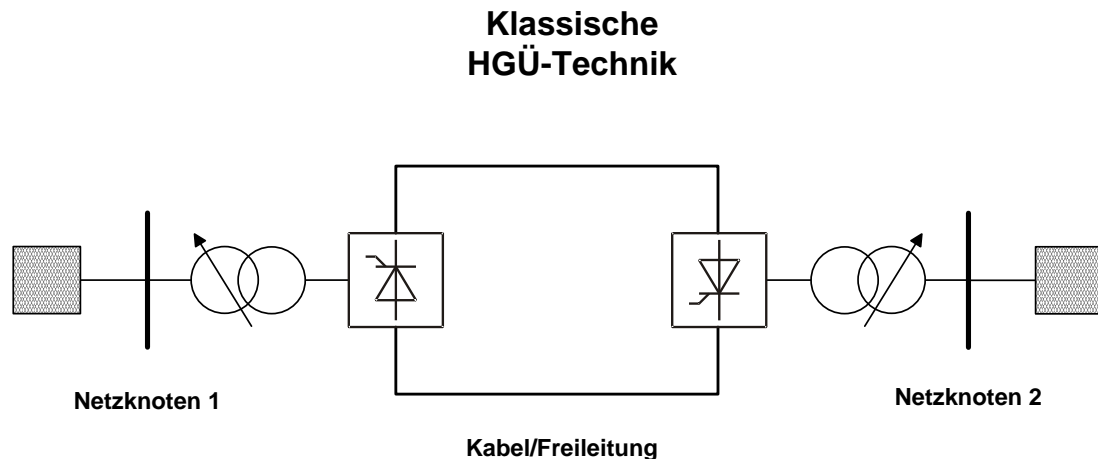 Klassische
HGÜ-Technik
Netzknoten 1
Netzknoten 2
Kabel/Freileitung